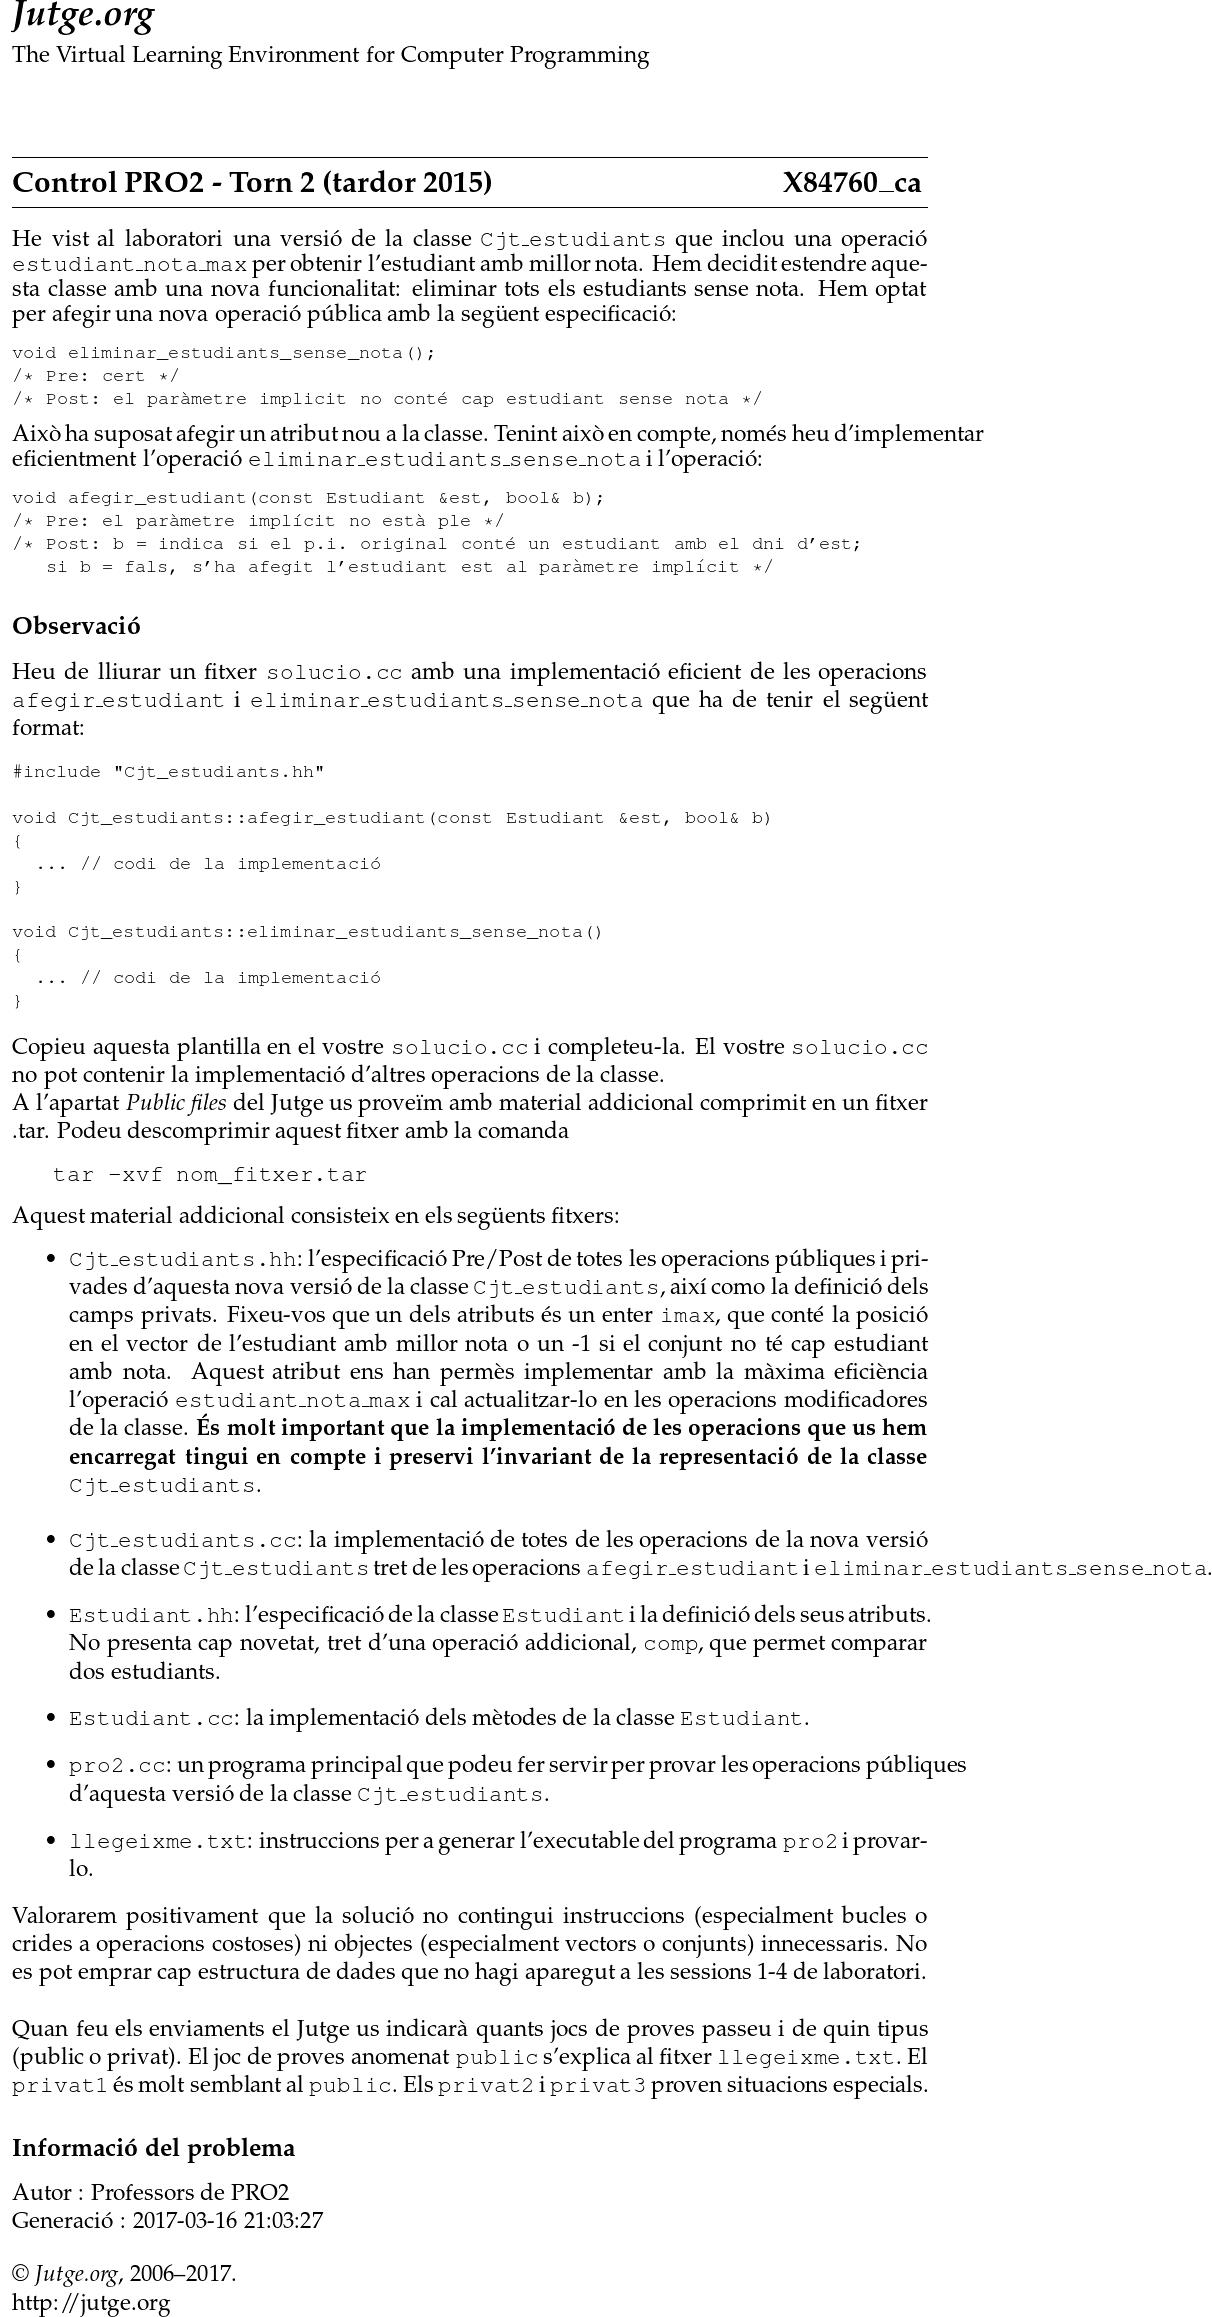 Jutge.org
The Virtual Learning Environment for Computer Programming
Control PRO2 - Torn 2 (tardor 2015) X84760_ca
He vist al laboratori una versió de la classe Cjt_estudiants que inclou una operació
estudiant_nota_max per obtenir l'estudiant amb millor nota. Hem decidit estendre aque-
sta classe amb una nova funcionalitat: eliminar tots els estudiants sense nota. Hem optat
per afegir una nova operació pública amb la següent especificació:
void eliminar_estudiants_sense_nota();
/* Pre: cert */
/* Post: el paràmetre implicit no conté cap estudiant sense nota */
Això ha suposat afegir un atribut nou a la classe. Tenint això en compte, només heu d'implementar
eficientment l'operació eliminar_estudiants_sense_nota i l'operació:
void afegir_estudiant(const Estudiant &est, bool& b);
/* Pre: el paràmetre implícit no està ple */
/* Post: b = indica si el p.i. original conté un estudiant amb el dni d'est;
si b = fals, s'ha afegit l'estudiant est al paràmetre implícit */
Observació
Heu de lliurar un fitxer solucio.cc amb una implementació eficient de les operacions
afegir_estudiant i eliminar_estudiants_sense_nota que ha de tenir el següent
format:
#include "Cjt_estudiants.hh"
void Cjt_estudiants::afegir_estudiant(const Estudiant &est, bool& b)
{
... // codi de la implementació
}
void Cjt_estudiants::eliminar_estudiants_sense_nota()
{
... // codi de la implementació
}
Copieu aquesta plantilla en el vostre solucio.cc i completeu-la. El vostre solucio.cc
no pot contenir la implementació d'altres operacions de la classe.
A l'apartat Public files del Jutge us proveïm amb material addicional comprimit en un fitxer
.tar. Podeu descomprimir aquest fitxer amb la comanda
tar -xvf nom_fitxer.tar
Aquest material addicional consisteix en els següents fitxers:
• Cjt_estudiants.hh: l'especificació Pre/Post de totes les operacions públiques i pri-
vades d'aquesta nova versió de la classe Cjt_estudiants, així com la definició dels
camps privats. Fixeu-vos que un dels atributs és un enter imax, que conté la posició
en el vector de l'estudiant amb millor nota o un -1 si el conjunt no té cap estudiant
amb nota. Aquest atribut ens han permès implementar amb la màxima eficiència
l'operació estudiant_nota_max i cal actualitzar-lo en les operacions modificadores
de la classe. És molt important que la implementació de les operacions que us hem
encarregat tingui en compte i preservi l'invariant de la representació de la classe
Cjt_estudiants.
• Cjt_estudiants.cc: la implementació de totes de les operacions de la nova versió
de la classe Cjt_estudiants tret de les operacions afegir_estudiant i eliminar_estudiants_sense_nota.
• Estudiant.hh: l'especificació de la classe Estudiant i la definició dels seus atributs.
No presenta cap novetat, tret d'una operació addicional, comp, que permet comparar
dos estudiants.
• Estudiant.cc: la implementació dels mètodes de la classe Estudiant.
• pro2.cc: un programa principal que podeu fer servir per provar les operacions públiques
d'aquesta versió de la classe Cjt_estudiants.
• llegeixme.txt: instruccions per a generar l'executable del programa pro2 i provar-
lo.
Valorarem positivament que la solució no contingui instruccions (especialment bucles o
crides a operacions costoses) ni objectes (especialment vectors o conjunts) innecessaris. No
es pot emprar cap estructura de dades que no hagi aparegut a les sessions 1-4 de laboratori.
Quan feu els enviaments el Jutge us indicarà quants jocs de proves passeu i de quin tipus
(public o privat). El joc de proves anomenat public s'explica al fitxer llegeixme.txt. El
privat1 és molt semblant al public. Els privat2 i privat3 proven situacions especials.
Informació del problema
Autor : Professors de PRO2
Generació : 2017-03-16 21:03:27
© Jutge.org, 2006–2017.
http://jutge.org